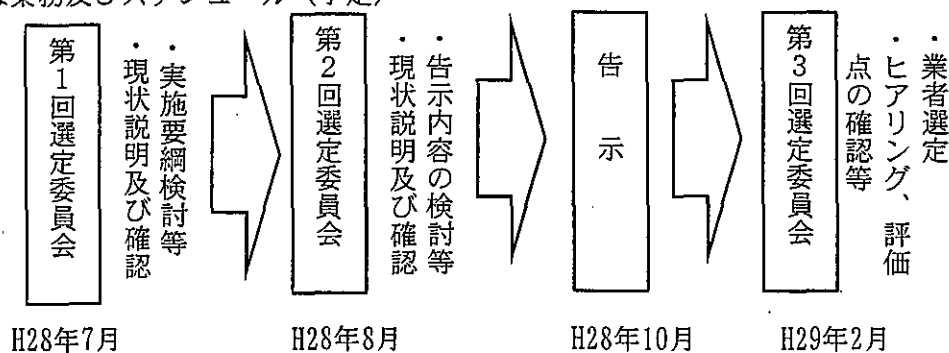 な業務及びスケジュール（予定）
第1回選定委員会
・実施要綱検討等
・現状説明及び確認
第2回選定委員会
・告示内容の検討等
・現状説明及び確認
告示
第3回選定委員会
・業者選定
・ヒアリング、評価
点の確認等
H28年7月
H28年8月
H28年10月
H29年2月